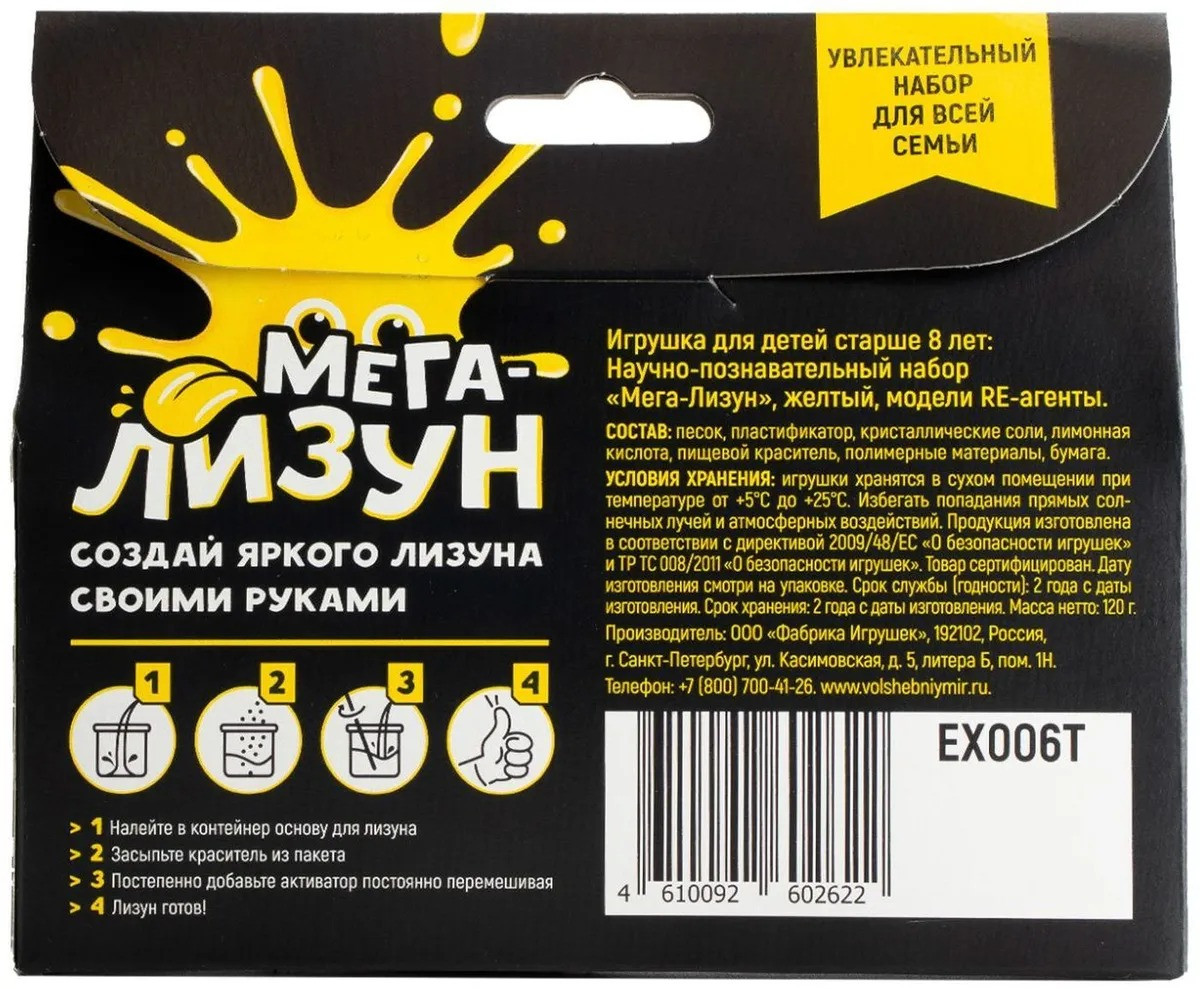 УВЛЕКАТЕЛЬНЫЙ
НАБОР
ДЛЯ ВСЕЙ
СЕМЬИ
МЕГА-
ЛИЗУН
СОЗДАЙ ЯРКОГО ЛИЗУНА
СВОИМИ РУКАМИ
1 2 3 4
> 1 Налейте в контейнер основу для лизуна
> 2 Засыпьте краситель из пакета
> 3 Постепенно добавьте активатор постоянно перемешивая
> 4 Лизун готов!
Игрушка для детей старше 8 лет:
Научно-познавательный набор
«Мега-Лизун», желтый, модели RE-агенты.
СОСТАВ: песок, пластификатор, кристаллические соли, лимонная
кислота, пищевой краситель, полимерные материалы, бумага.
УСЛОВИЯ ХРАНЕНИЯ: игрушки хранятся в сухом помещении при
температуре от +5°С до +25°С. Избегать попадания прямых сол-
нечных лучей и атмосферных воздействий. Продукция изготовлена
в соответствии с директивой 2009/48/ЕС «О безопасности игрушек»
и ТР ТС 008/2011 «О безопасности игрушек». Товар сертифицирован. Дату
изготовления смотри на упаковке. Срок службы (годности): 2 года с даты
изготовления. Срок хранения: 2 года с даты изготовления. Масса нетто: 120 г.
Производитель: ООО «Фабрика Игрушек», 192102, Россия,
г. Санкт-Петербург, ул. Касимовская, д. 5, литера Б, пом. 1Н.
Телефон: +7 (800) 700-41-26. www.volshebniymir.ru.
EX006T
4 610092 602622